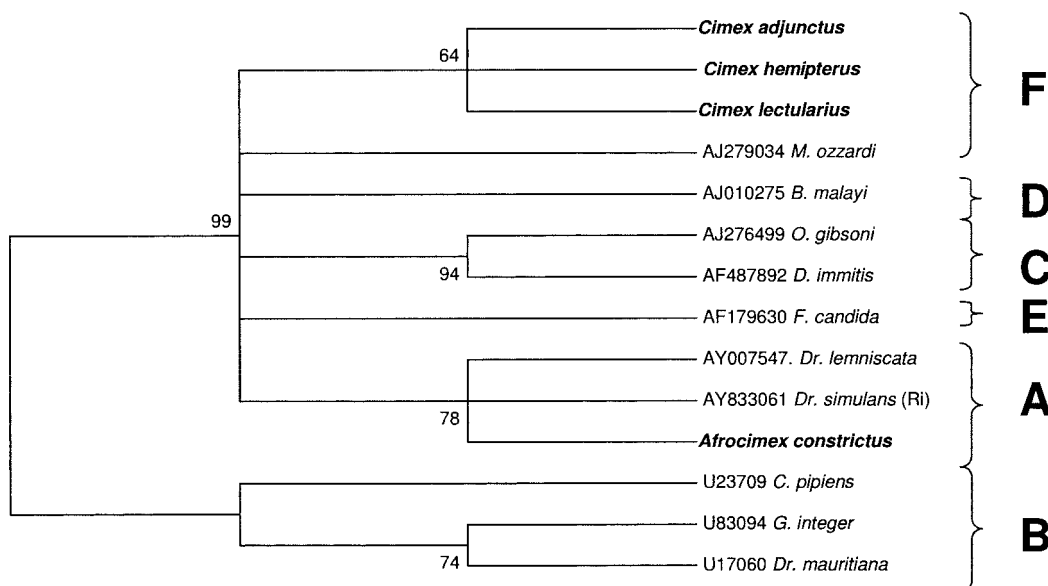 Cimex adjunctus
64
Cimex hemipterus
F
Cimex lectularius
AJ279034 M. ozzardi
AJ010275 B. malayi
D
99
AJ276499 O. gibsoni
C
94
AF487892 D. immitis
AF179630 F. candida
E
AY007547. Dr. lemniscata
AY833061 Dr. simulans (Ri)
A
78
Afrocimex constrictus
U23709 C. pipiens
U83094 G. integer
B
74
U17060 Dr. mauritiana